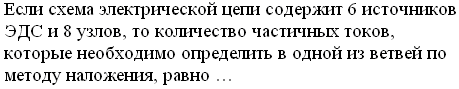 Если схема электрической цепи содержит 6 источников
ЭДС и 8 узлов, то количество частичных токов,
которые необходимо определить в одной из ветвей по
методу наложения, равно …